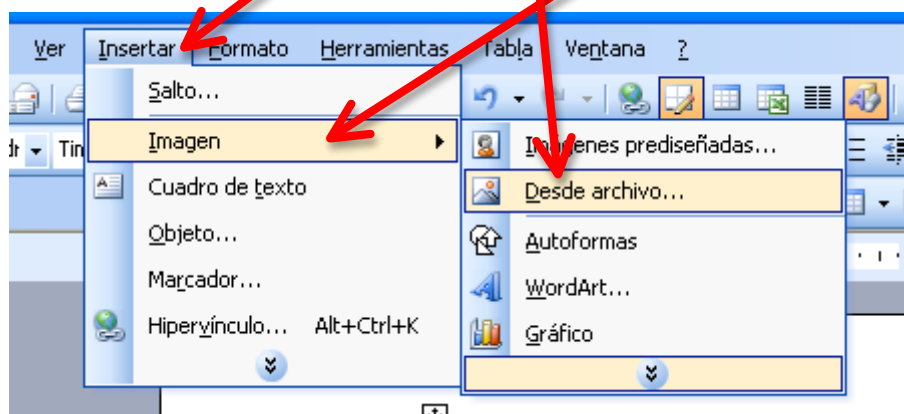 Ver Insertar Formato Herramientas Tabla Ventana ?
Tin
Salto...
Imagen
Cuadro de texto
Objeto...
Marcador...
Hipervínculo... Alt+Ctrl+K
Imágenes prediseñadas...
Desde archivo...
Autoformas
WordArt...
Gráfico